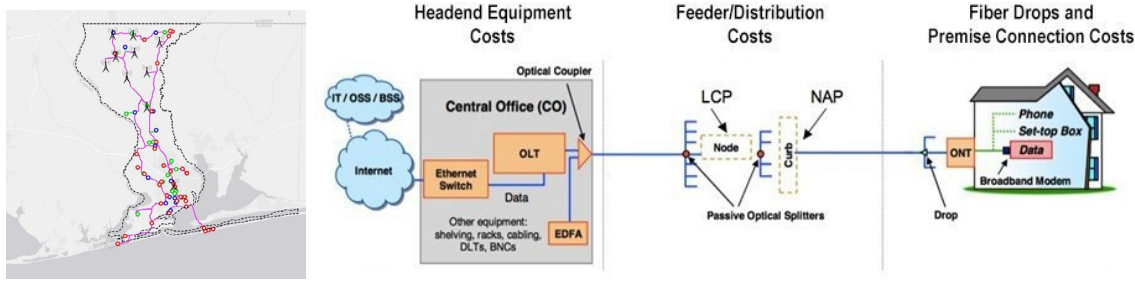 Headend Equipment
Costs
Feeder/Distribution
Costs
Fiber Drops and
Premise Connection Costs
Optical Coupler
IT / OSS / BSS
Central Office (CO)
LCP
NAP
Phone
Set-top Box
Data
OLT
Node
Curb
ONT
Internet
Ethernet
Switch
Data
Broadband Modem
Passive Optical Splitters
Drop
Other equipment:
shelving, racks, cabling,
DLTs, BNCs
EDFA